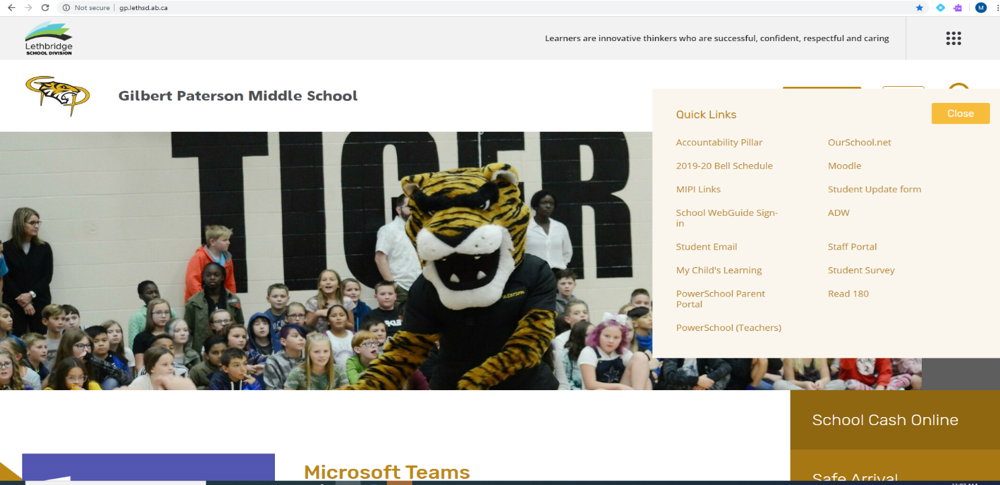 Not secure | gp.lethsd.ab.ca
M
Lethbridge
SCHOOL DIVISION
Learners are innovative thinkers who are successful, confident, respectful and caring
Gilbert Paterson Middle School
TIGER
Paterson
Quick Links
Close
Accountability Pillar
OurSchool.net
2019-20 Bell Schedule
Moodle
MIPI Links
Student Update form
School WebGuide Sign-
in
ADW
Student Email
Staff Portal
My Child's Learning
Student Survey
PowerSchool Parent
Portal
Read 180
PowerSchool (Teachers)
School Cash Online
Microsoft Teams
Safe Arrival